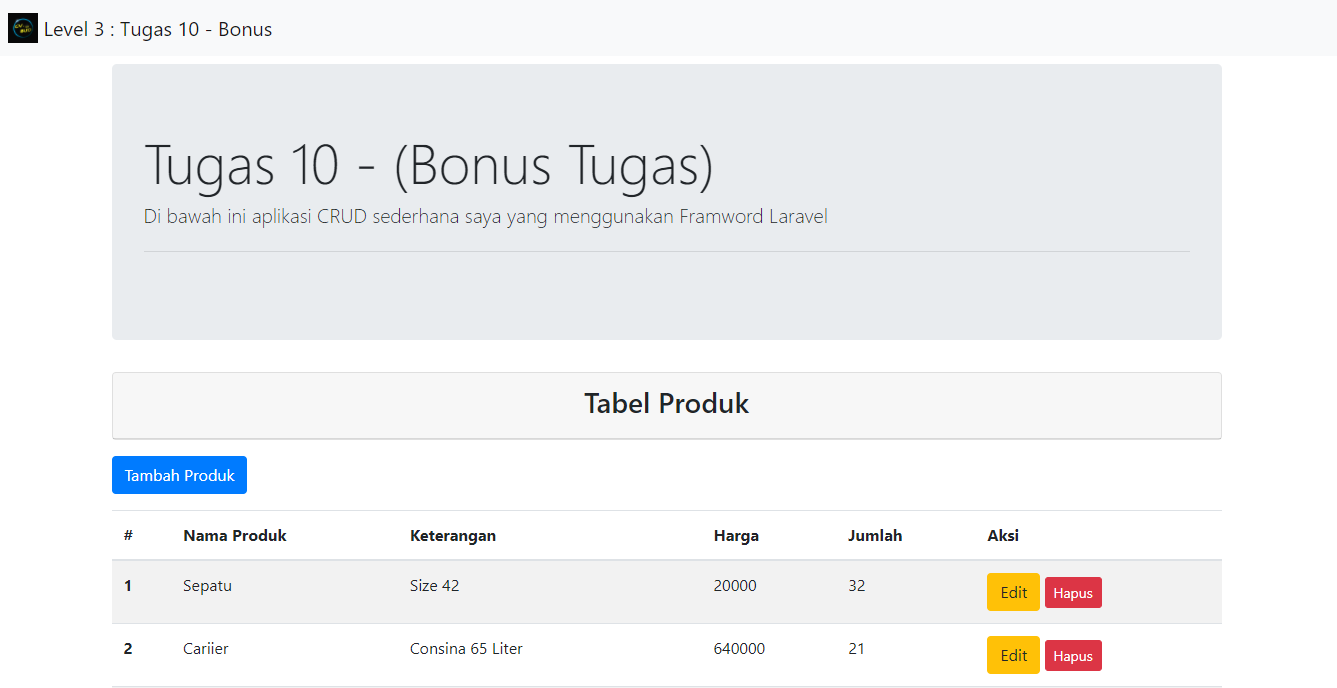 Level 3 : Tugas 10 - Bonus
Tugas 10 - (Bonus Tugas)
Di bawah ini aplikasi CRUD sederhana saya yang menggunakan Framword Laravel
Tabel Produk
Tambah Produk
# Nama Produk Keterangan Harga Jumlah Aksi
1 Sepatu Size 42 20000 32 Edit Hapus
2 Cariier Consina 65 Liter 640000 21 Edit Hapus